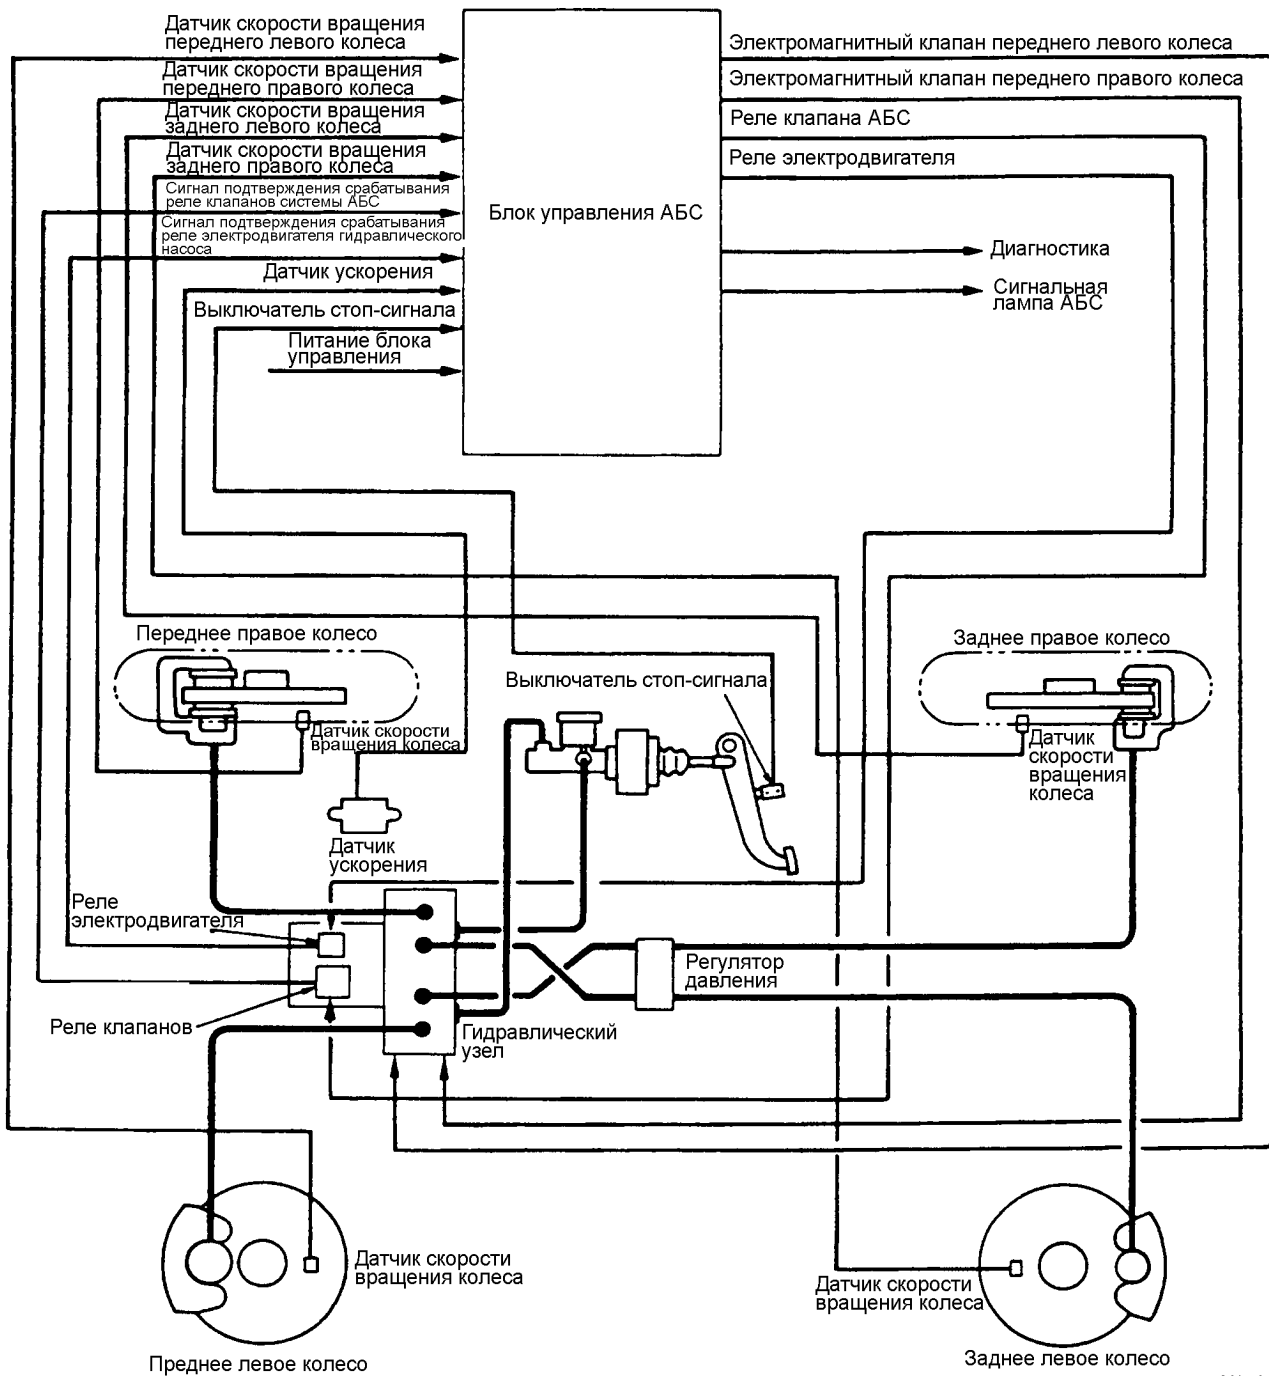 Датчик скорости вращения
переднего левого колеса
Датчик скорости вращения
переднего правого колеса
Датчик скорости вращения
заднего левого колеса
Датчик скорости вращения
заднего правого колеса
Сигнал подтверждения срабатывания
реле клапанов системы АБС
Сигнал подтверждения срабатывания
реле электродвигателя гидравлического
насоса
Датчик ускорения
Выключатель стоп-сигнала
Питание блока
управления
Блок управления АБС
Электромагнитный клапан переднего левого колеса
Электромагнитный клапан переднего правого колеса
Реле клапана АБС
Реле электродвигателя
Диагностика
Сигнальная
лампа АБС
Переднее правое колесо
Заднее правое колесо
Выключатель стоп-сигнала
Датчик скорости
вращения колеса
Датчик
скорости
вращения
колеса
Датчик
ускорения
Реле
электродвигателя
Регулятор
давления
Реле клапанов
Гидравлический
узел
Датчик скорости
вращения колеса
Датчик скорости
вращения колеса
Преднее левое колесо
Заднее левое колесо